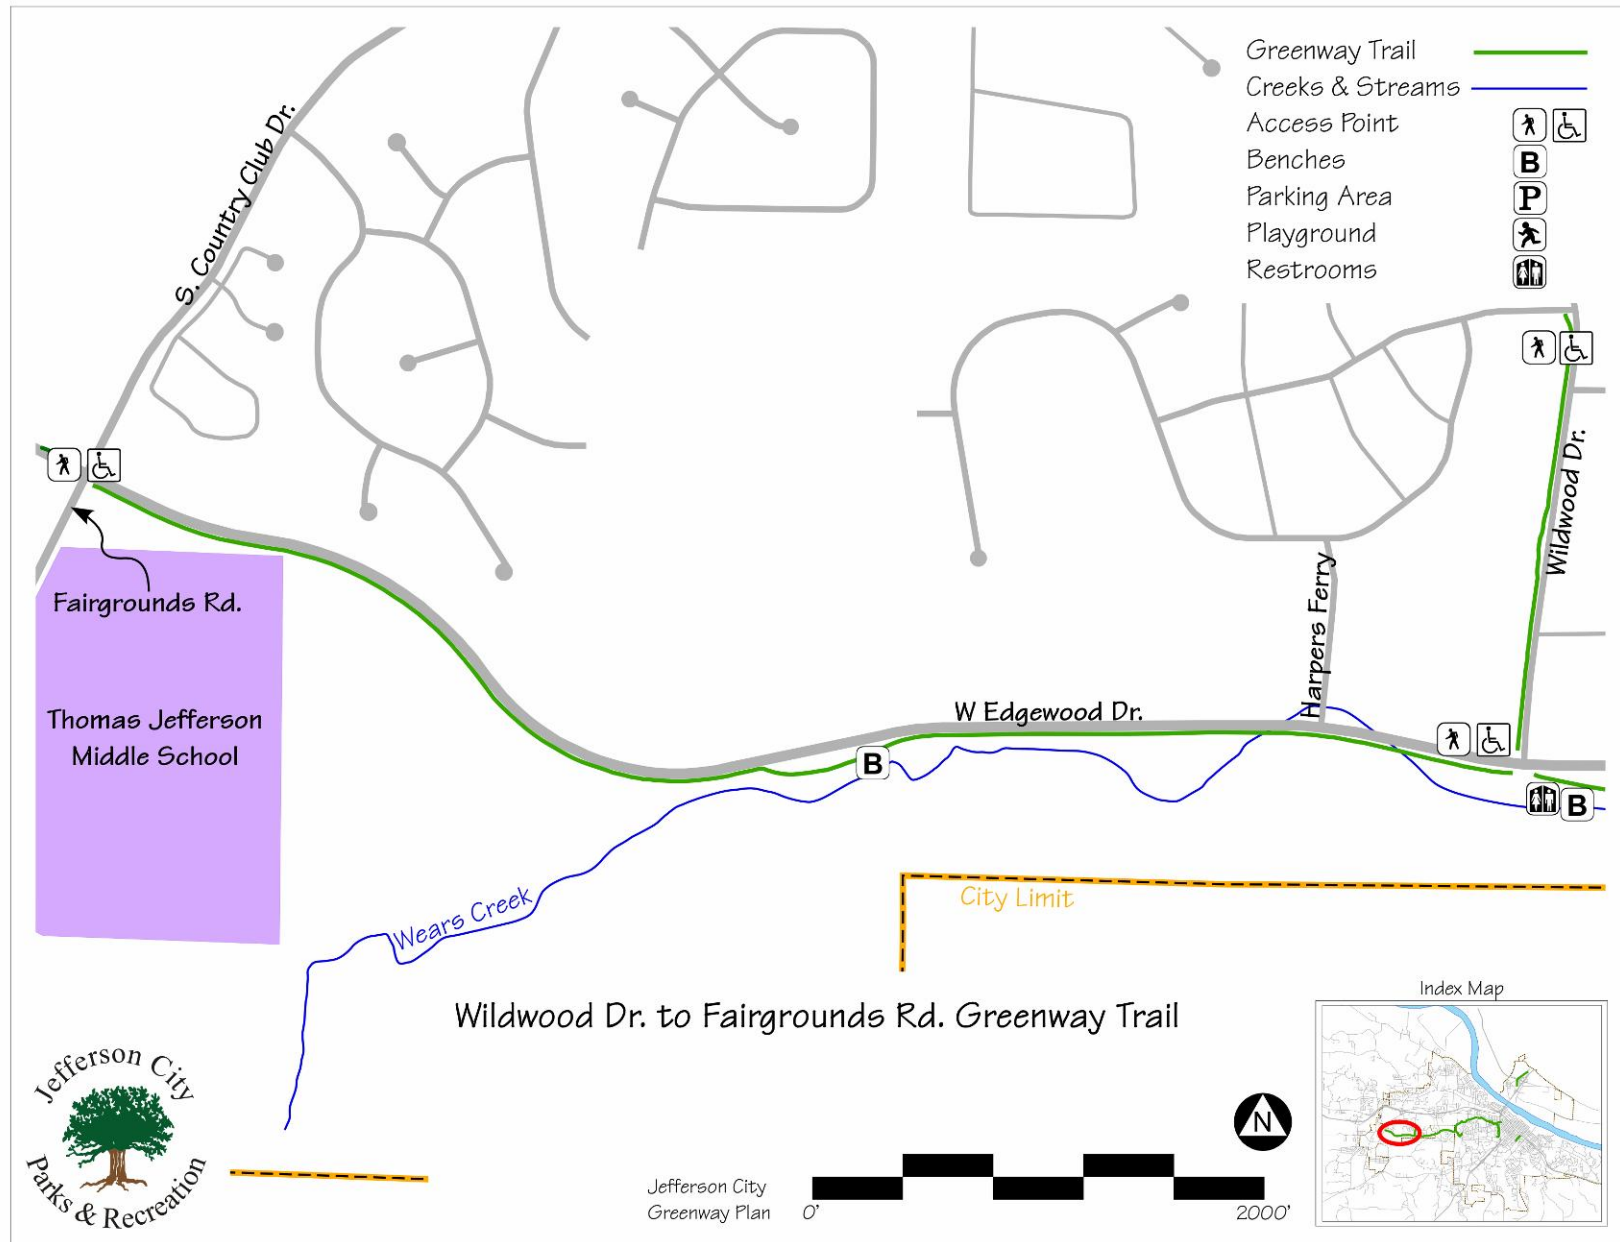 Greenway Trail
Creeks & Streams
Access Point
Benches
B
Parking Area
P
Playground
Restrooms
S. Country Club Dr.
Wildwood Dr.
Fairgrounds Rd.
Harpers Ferry
Thomas Jefferson
Middle School
W Edgewood Dr.
B
B
Wears Creek
City Limit
Wildwood Dr. to Fairgrounds Rd. Greenway Trail
Index Map
Jefferson City
Parks & Recreation
N
Jefferson City
Greenway Plan
0'
2000'